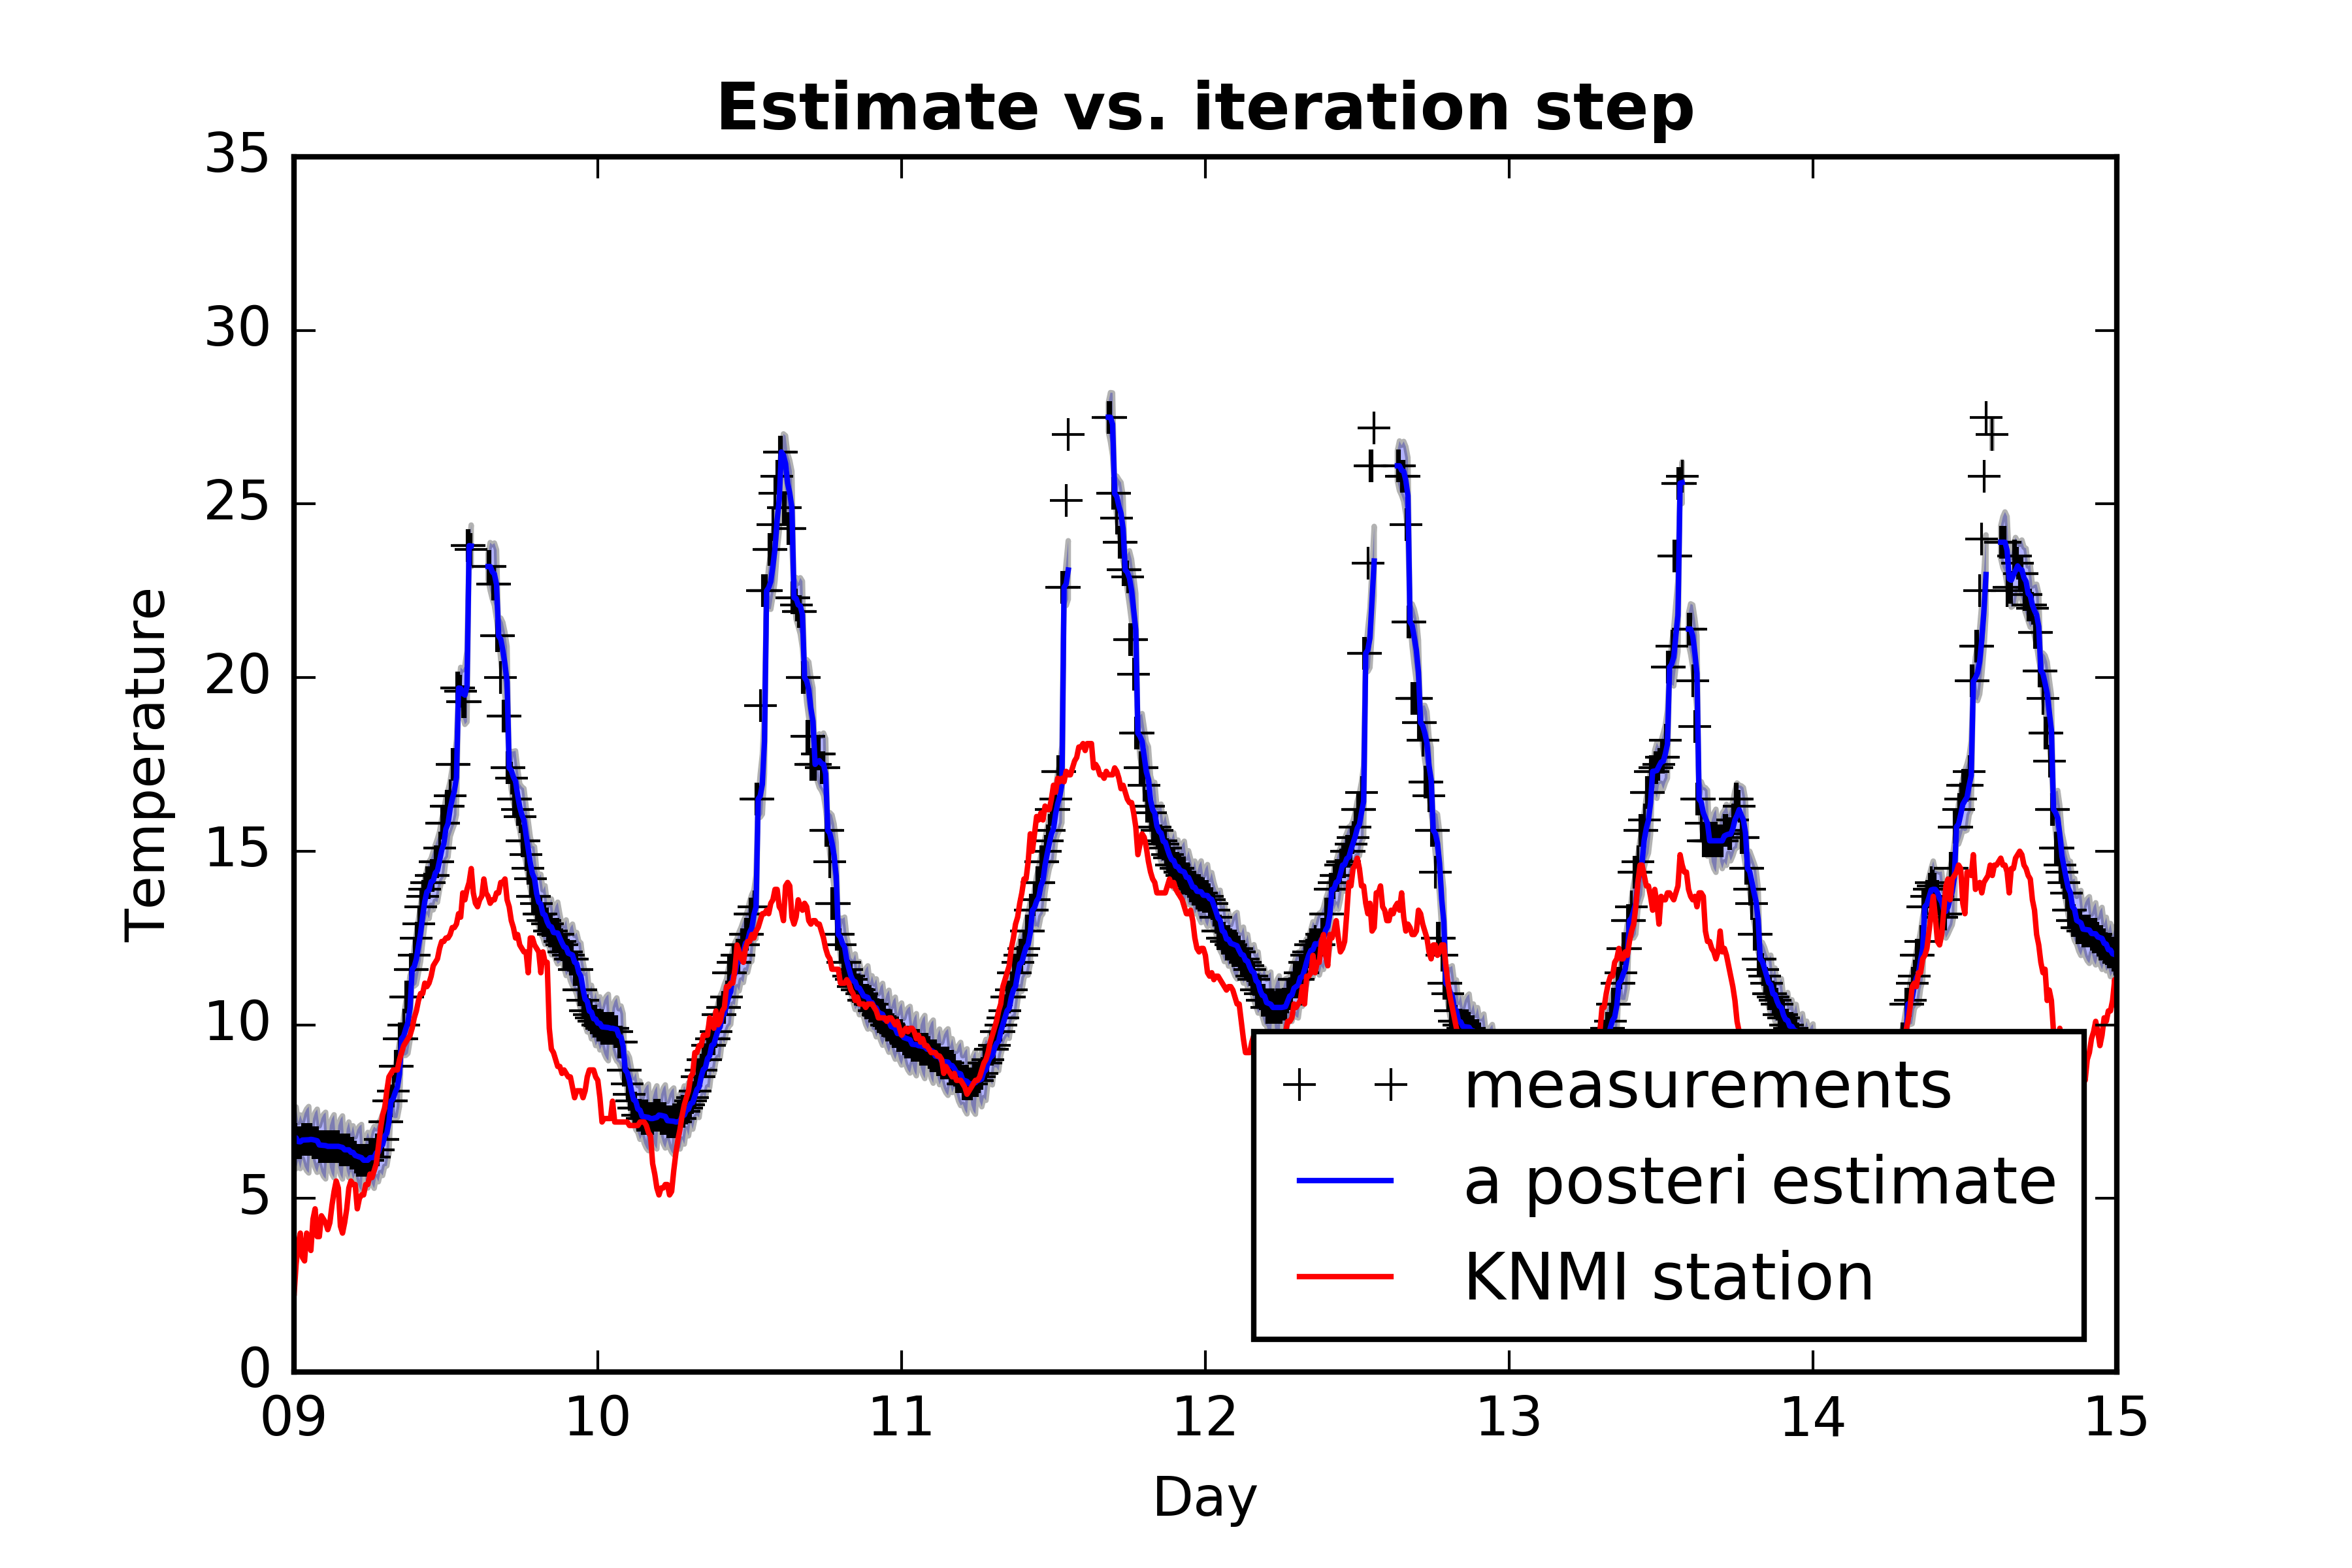 Estimate vs. iteration step
35
30
25
20
15
10
5
0
Temperature
measurements
a posteri estimate
KNMI station
09 10 11 12 13 14 15
Day